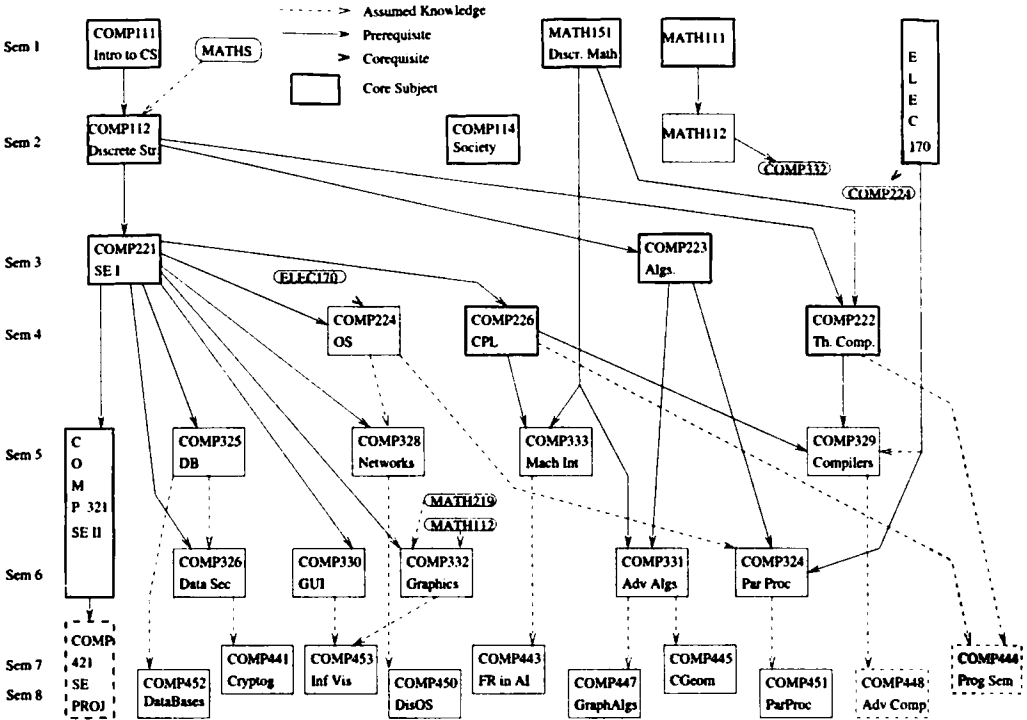 Assumed Knowledge
Prerequisite
Corequisite
Core Subject
Sem 1
COMP111
Intro to CS
MATHS
MATH151
Discr. Math
MATH111
E
L
E
C
170
Sem 2
COMP112
Discrete Str.
COMP114
Society
MATH112
COMP332
COMP224
Sem 3
COMP221
SE I
COMP223
Algs.
ELEC170
Sem 4
COMP224
OS
COMP226
CPL
COMP222
Th. Comp.
Sem 5
C
O
M
P 321
SE II
COMP325
DB
COMP328
Networks
COMP333
Mach Int
COMP329
Compilers
MATH219
MATH112
Sem 6
COMP326
Data Sec
COMP330
GUI
COMP332
Graphics
COMP331
Adv Algs
COMP324
Par Proc
Sem 7
Sem 8
COMP
421
SE
PROJ
COMP452
DataBases
COMP441
Cryptog
COMP453
Inf Vis
COMP450
DisOS
COMP443
FR in AI
COMP447
GraphAlgs
COMP445
CGeom
COMP451
ParProc
COMP448
Adv Comp
COMP444
Prog Sem